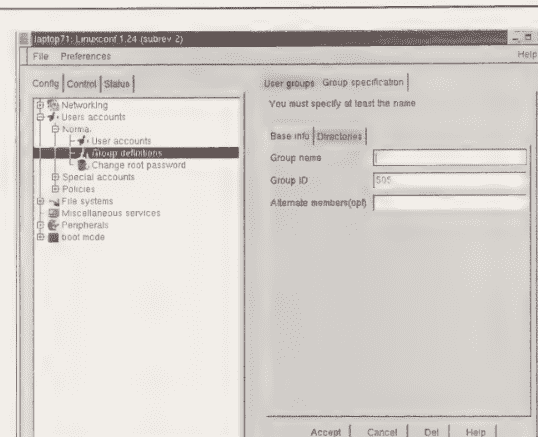 laptop71: Linuxconf 1.24 (subrev 2)
File Preferences Help
Config Control Status
Networking
Users accounts
Normal
User accounts
Group definitions
Change root password
Special accounts
Policies
File systems
Miscellaneous services
Peripherals
boot mode
User groups Group specification
You must specify at least the name
Base info Directories
Group name
Group ID 505
Alternate members(opt)
Accept Cancel Del Help